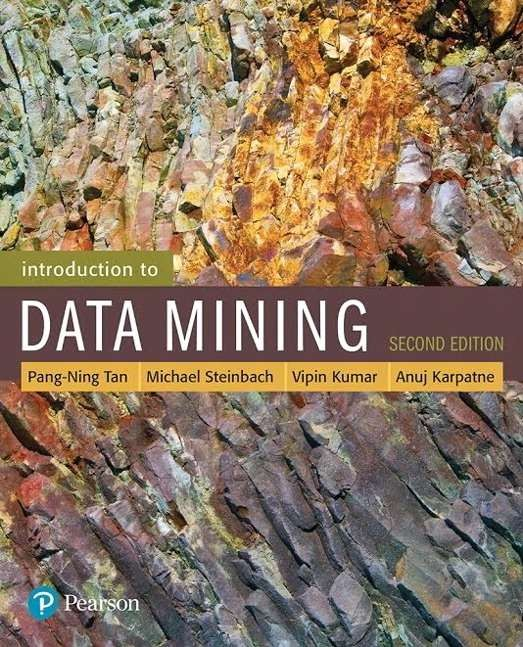 introduction to
DATA MINING SECOND EDITION
Pang-Ning Tan Michael Steinbach Vipin Kumar Anuj Karpatne
P Pearson